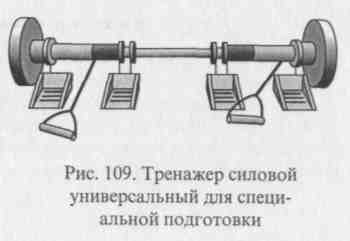 Рис. 109. Тренажер силовой
универсальный для специ-
альной подготовки